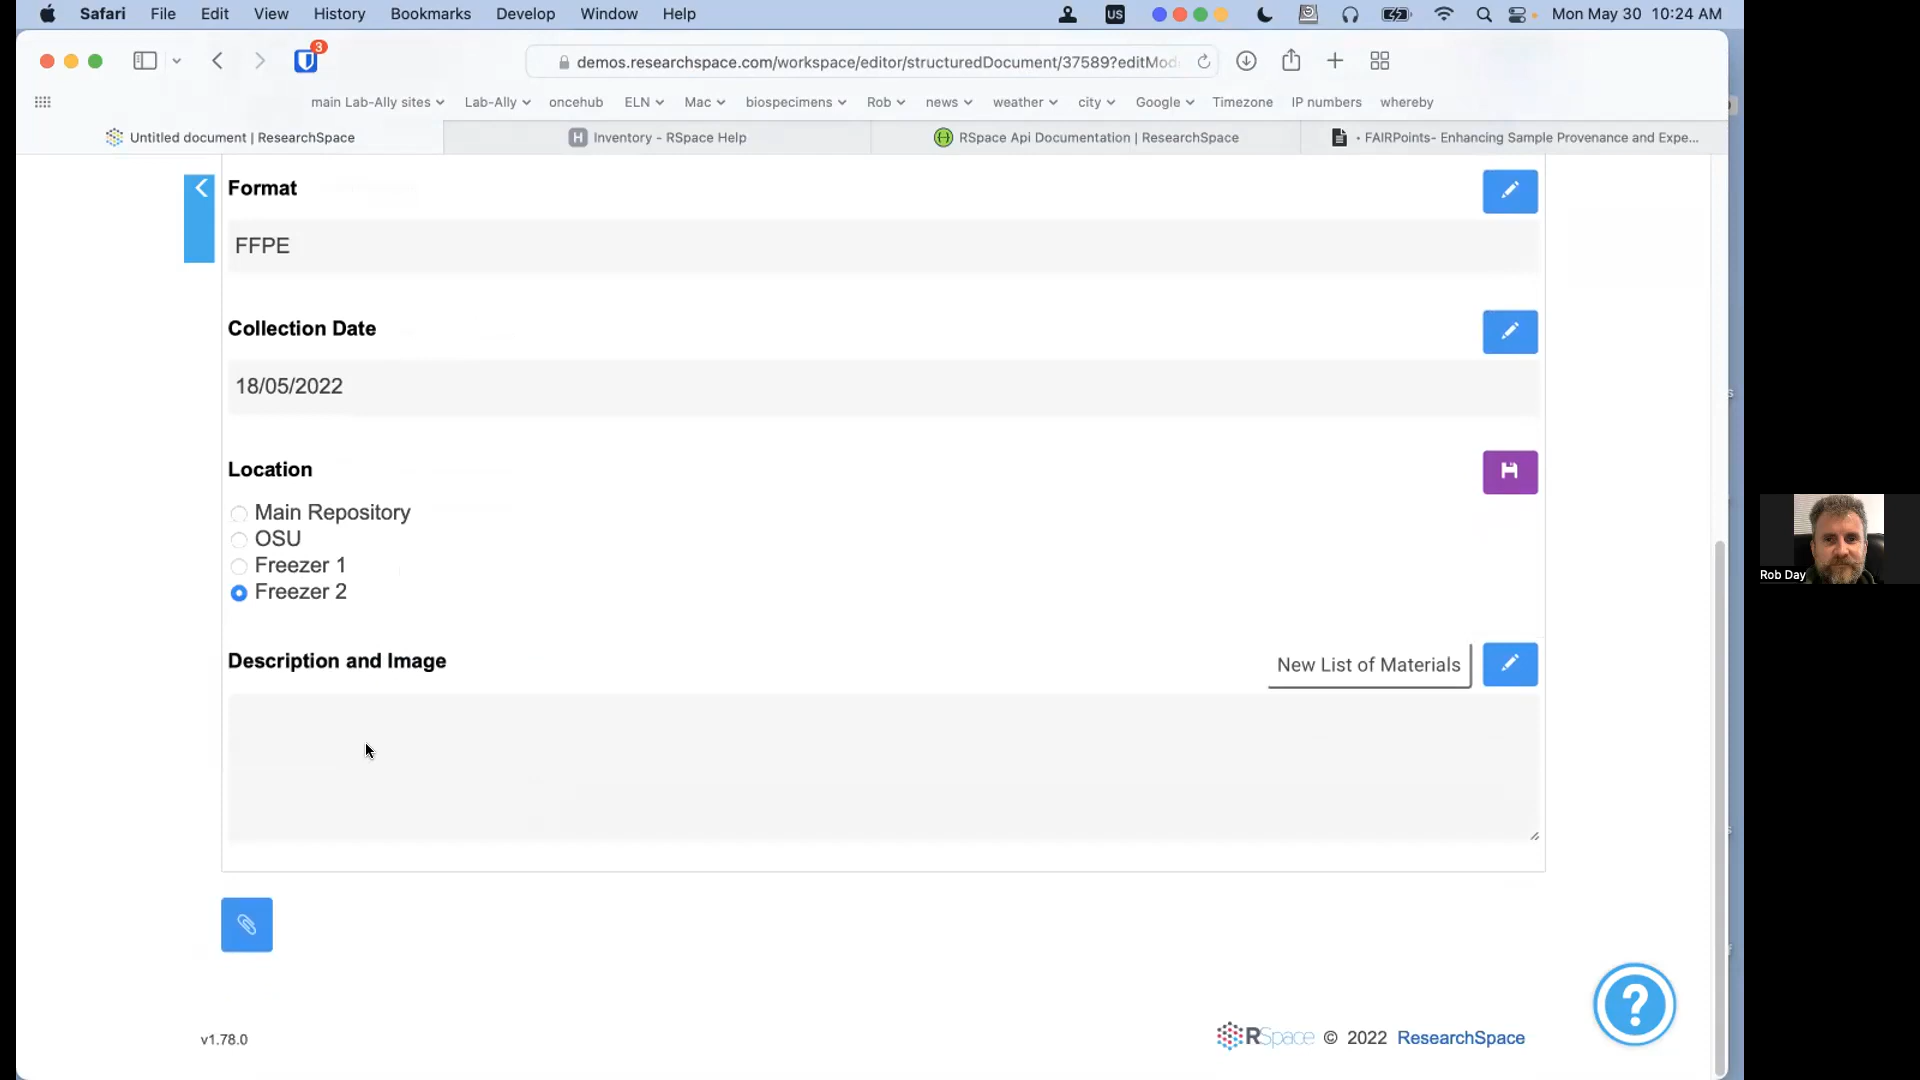 Safari File Edit View History Bookmarks Develop Window Help US Mon May 30 10:24 AM
3 demos.researchspace.com/workspace/editor/structuredDocument/37589?editMod
main Lab-Ally sites Lab-Ally oncehub ELN Mac biospecimens Rob news weather city Google Timezone IP numbers whereby
Untitled document | ResearchSpace H Inventory - RSpace Help RSpace Api Documentation | ResearchSpace · FAIRPoints- Enhancing Sample Provenance and Expe...
Format
FFPE
Collection Date
18/05/2022
Location
Main Repository
OSU
Freezer 1
Freezer 2
Rob Day
Description and Image New List of Materials
v1.78.0 RSpace © 2022 ResearchSpace
?